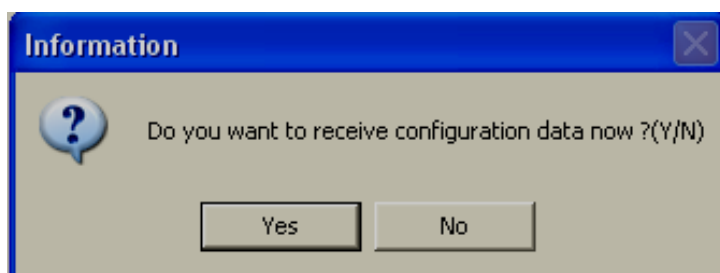 Information
Do you want to receive configuration data now ?(Y/N)
Yes
No